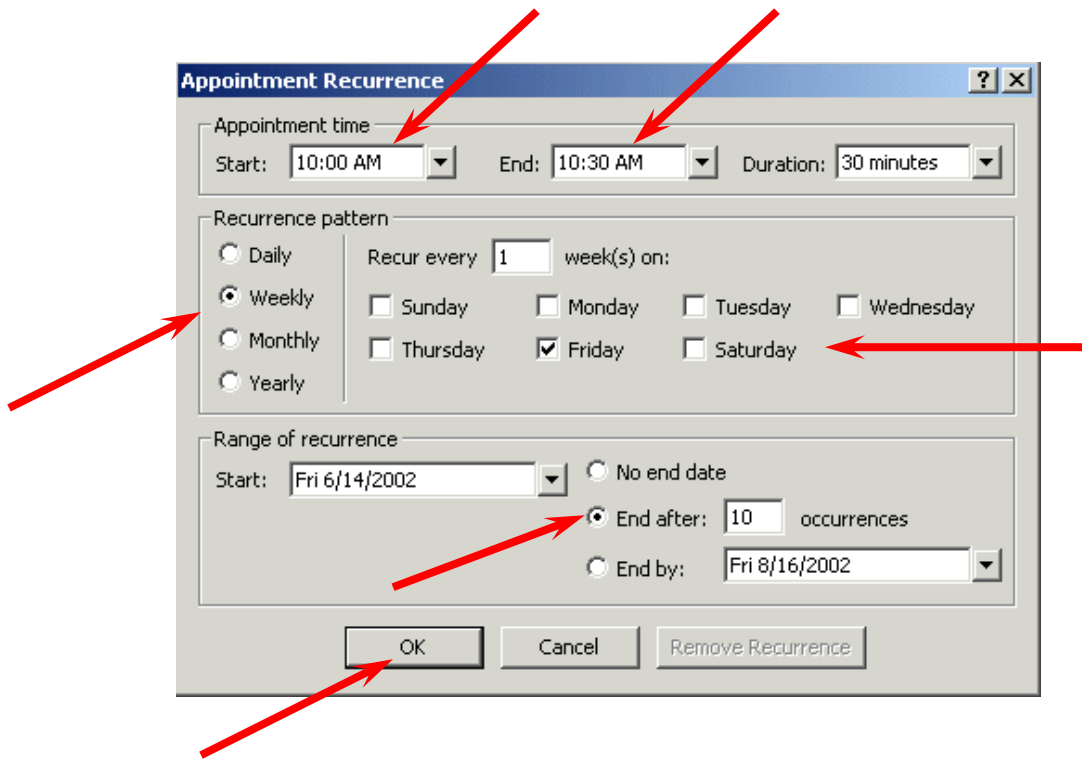 Appointment Recurrence
Appointment time
Start: 10:00 AM End: 10:30 AM Duration: 30 minutes
Recurrence pattern
Daily Recur every 1 week(s) on:
Weekly Sunday Monday Tuesday Wednesday
Monthly Thursday Friday Saturday
Yearly
Range of recurrence
Start: Fri 6/14/2002 No end date
End after: 10 occurrences
End by: Fri 8/16/2002
OK Cancel Remove Recurrence